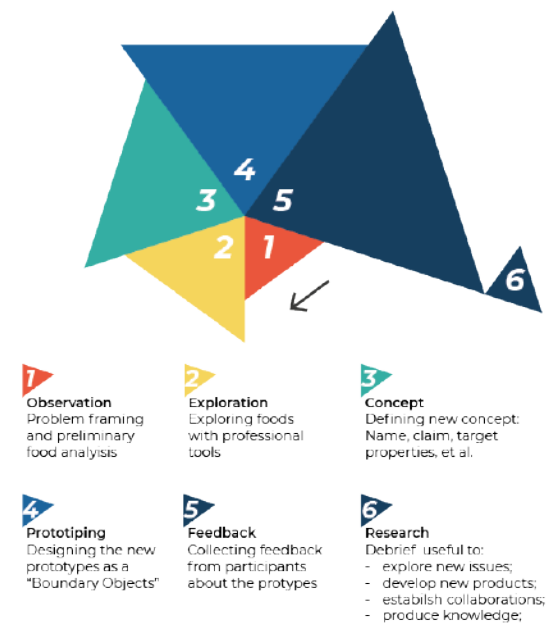 4
3
5
2
1
6
1
Observation
Problem framing
and preliminary
food analyisis
2
Exploration
Exploring foods
with professional
tools
3
Concept
Defining new concept:
Name, claim, target
properties, et al.
4
Prototiping
Designing the new
prototypes as a
"Boundary Objects"
5
Feedback
Collecting feedback
from participants
about the protypes
6
Research
Debrief useful to:
- explore new issues;
- develop new products;
- estabilsh collaborations;
- produce knowledge;